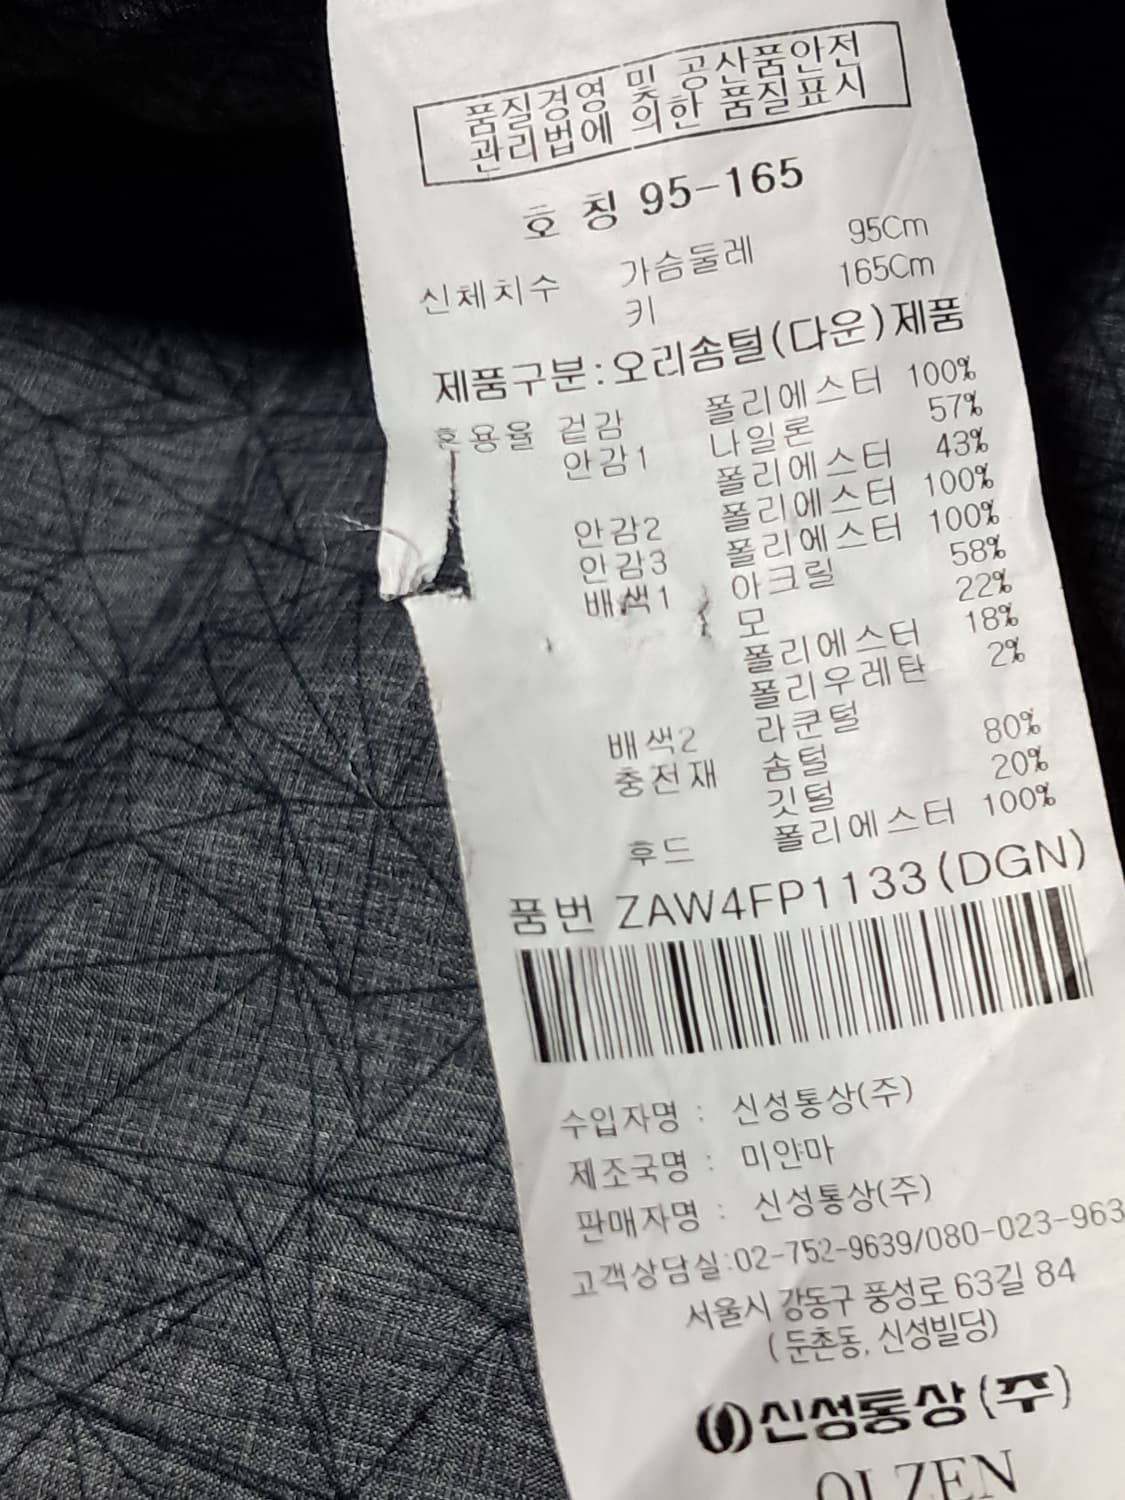 품질경영 및 공산품안전
관리법에 의한 품질표시
호 칭 95-165
신체치수 가슴둘레 95Cm
키 165Cm
제품구분:오리솜털(다운)제품
혼용율 겉감 폴리에스터 100%
안감1 나일론 57%
폴리에스터 43%
안감2 폴리에스터 100%
안감3 폴리에스터 100%
배색1 아크릴 58%
모 22%
폴리에스터 18%
폴리우레탄 2%
배색2 라쿤털
충전재 솜털 80%
깃털 20%
후드 폴리에스터 100%
품번 ZAW4FP1133(DGN)
수입자명 : 신성통상(주)
제조국명 : 미얀마
판매자명 : 신성통상(주)
고객상담실:02-752-9639/080-023-963
서울시 강동구 풍성로 63길 84
(둔촌동, 신성빌딩)
신성통상(주)
OLZEN